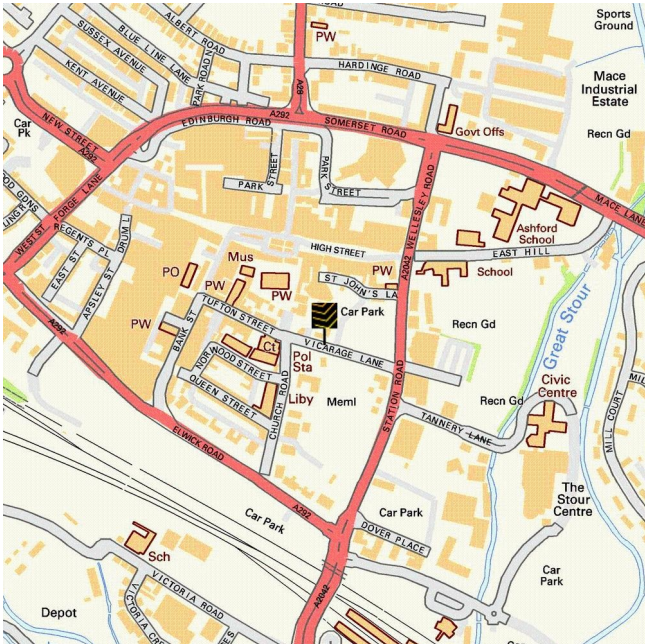 Sports
Ground
ALBERT ROAD
SUSSEX AVENUE
BLUE LINE LANE
PW
KENT AVENUE
PARK ROAD N
A28
HARDINGE ROAD
Mace
Industrial
Estate
Car
Pk
NEW STREET
A292
EDINBURGH ROAD
A292
SOMERSET ROAD
Govt Offs
Recn Gd
PARK STREET
PARK STREET
WELLESLEY ROAD
A2042
MACE LANE
Ashford
School
WEST ST
FORGE LANE
REGENTS PL
EAST ST
APSLEY ST
DRUM L
HIGH STREET
EAST HILL
School
PO
Mus
PW
PW
ST JOHN'S LA
PW
PW
BANK ST
TUFTON STREET
Car Park
Recn Gd
Great Stour
A292
Ct
Pol
Sta
VICARAGE LANE
NORWOOD STREET
QUEEN STREET
Liby
CHURCH ROAD
Meml
STATION ROAD
Recn Gd
Civic
Centre
MILL COURT
TANNERY LANE
ELWICK ROAD
A292
Car Park
Car Park
DOVER PLACE
The
Stour
Centre
Sch
VICTORIA ROAD
Car
Park
Depot
A2042